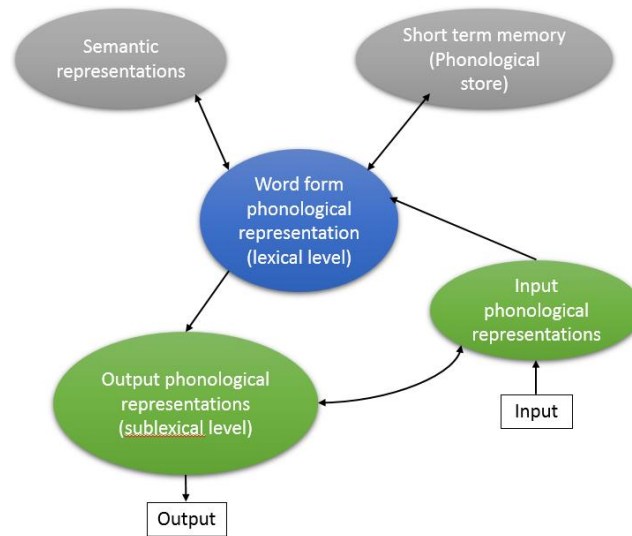 Semantic
representations
Short term memory
(Phonological
store)
Word form
phonological
representation
(lexical level)
Input
phonological
representations
Output phonological
representations
(sublexical level)
Input
Output